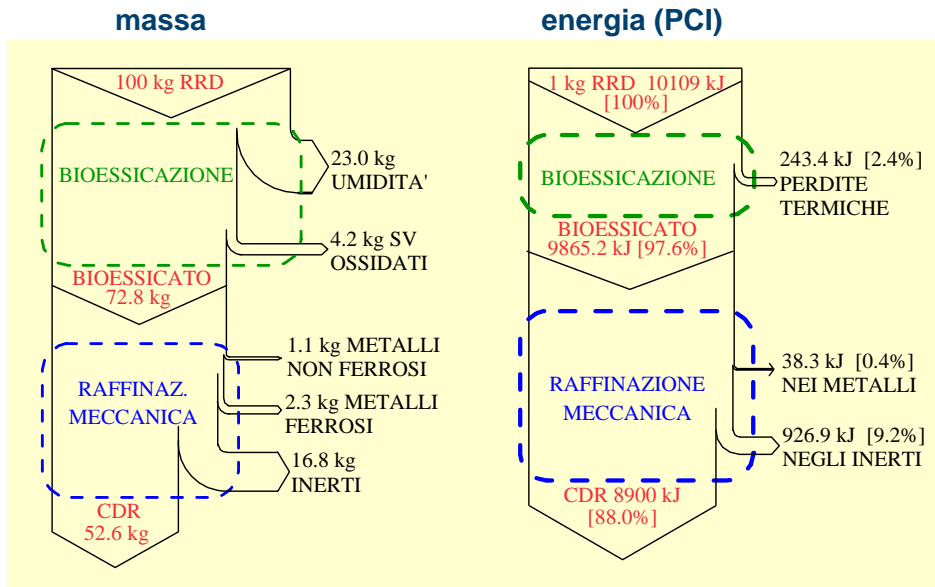 massa
100 kg RRD
BIOESSICAZIONE
23.0 kg
UMIDITA'
4.2 kg SV
OSSIDATI
BIOESSICATO
72.8 kg
1.1 kg METALLI
NON FERROSI
RAFFINAZ.
MECCANICA
2.3 kg METALLI
FERROSI
16.8 kg
INERTI
CDR
52.6 kg
energia (PCI)
1 kg RRD 10109 kJ
[100%]
BIOESSICAZIONE
243.4 kJ [2.4%]
PERDITE
TERMICHE
BIOESSICATO
9865.2 kJ [97.6%]
38.3 kJ [0.4%]
NEI METALLI
RAFFINAZIONE
MECCANICA
926.9 kJ [9.2%]
NEGLI INERTI
CDR 8900 kJ
[88.0%]